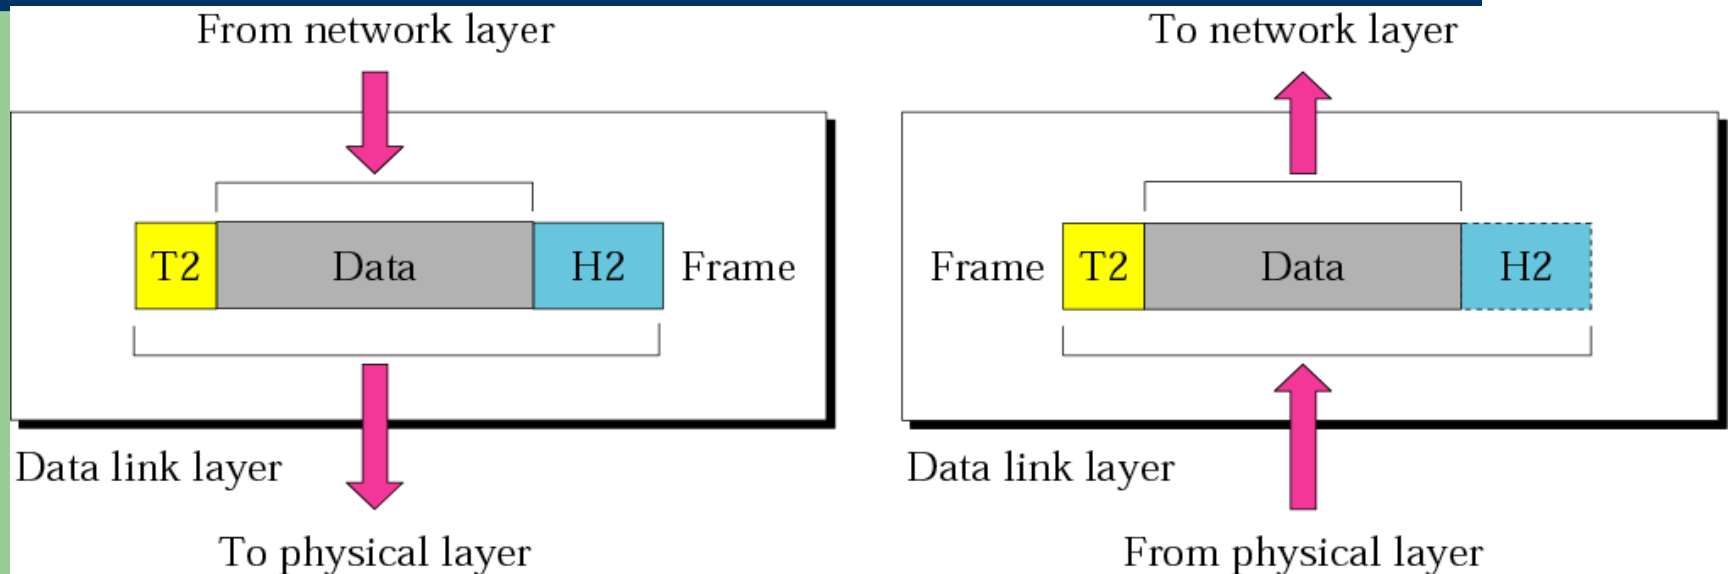 From network layer
T2 Data H2 Frame
Data link layer
To physical layer
To network layer
Frame T2 Data H2
Data link layer
From physical layer